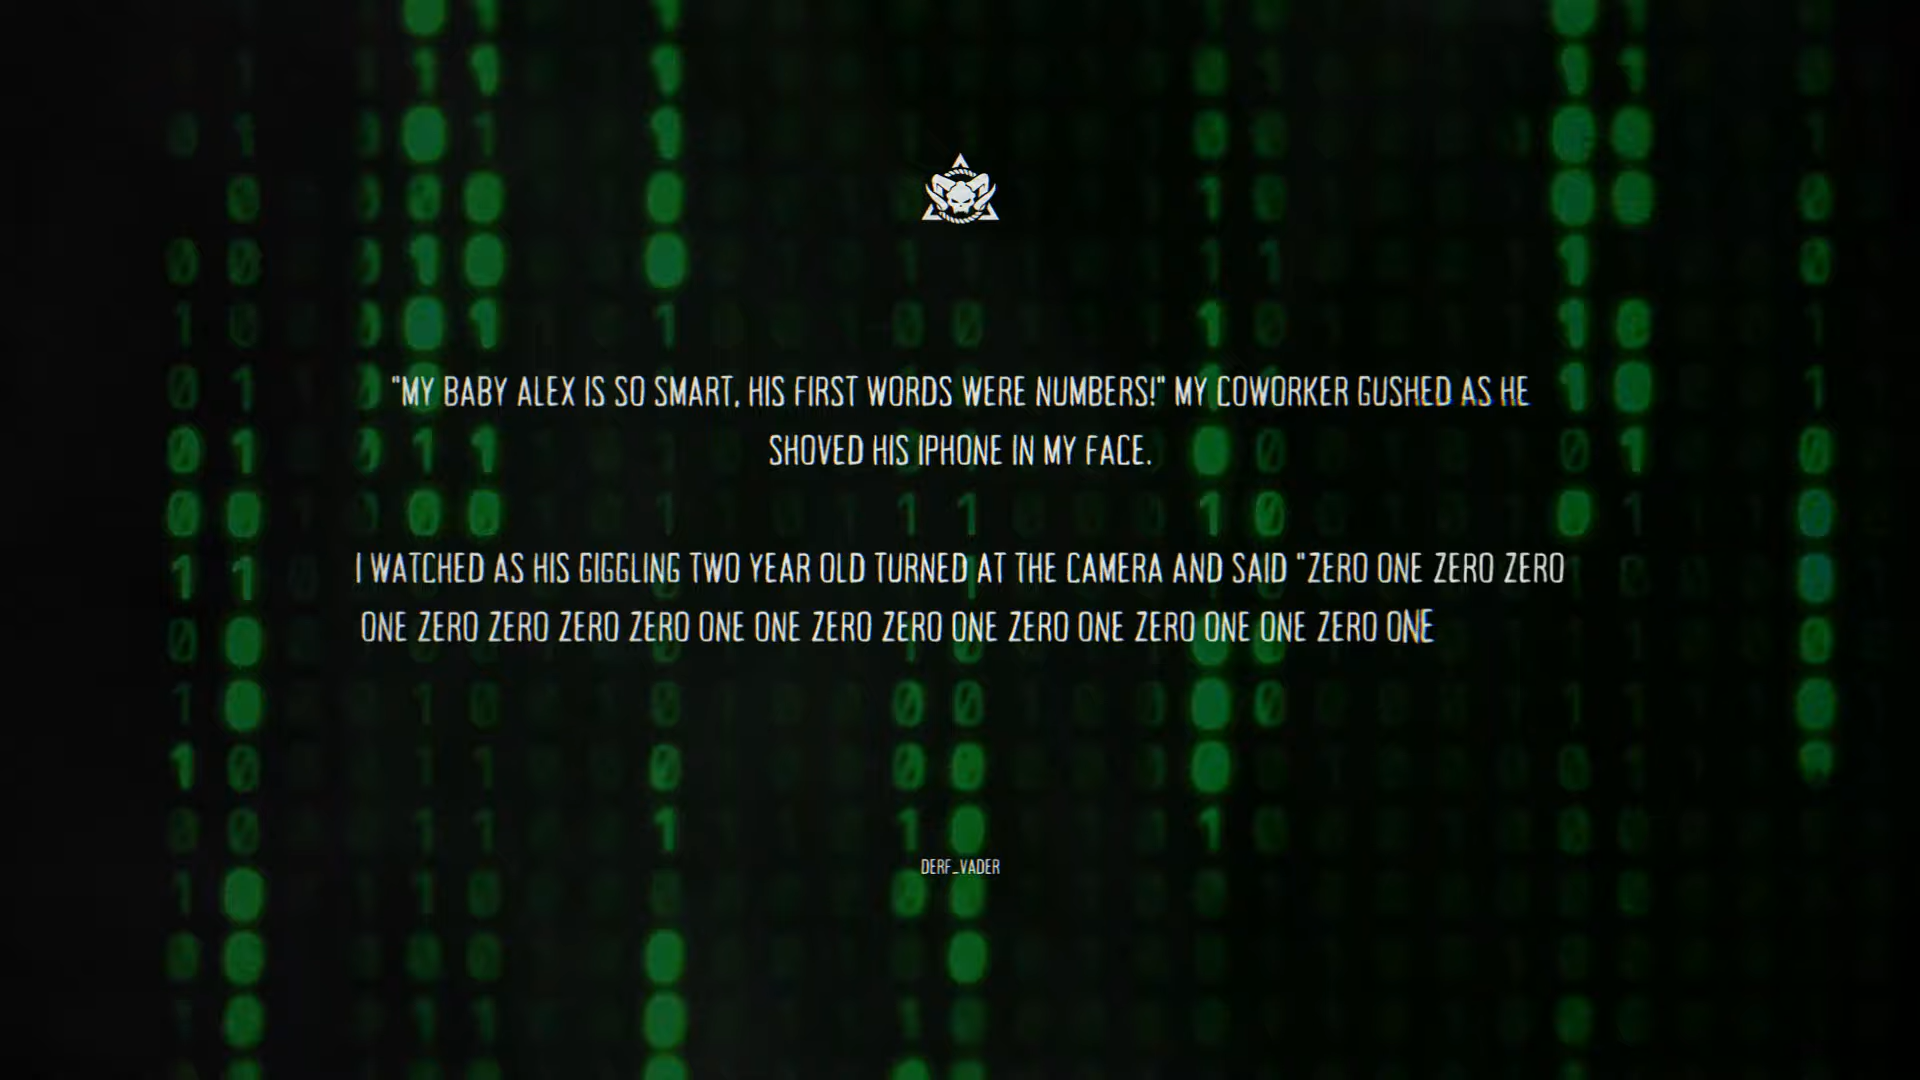 "MY BABY ALEX IS SO SMART, HIS FIRST WORDS WERE NUMBERS!" MY COWORKER GUSHED AS HE
SHOVED HIS IPHONE IN MY FACE.
I WATCHED AS HIS GIGGLING TWO YEAR OLD TURNED AT THE CAMERA AND SAID "ZERO ONE ZERO ZERO
ONE ZERO ZERO ZERO ZERO ONE ONE ZERO ZERO ONE ZERO ONE ZERO ONE ONE ZERO ONE
DERF_VADER